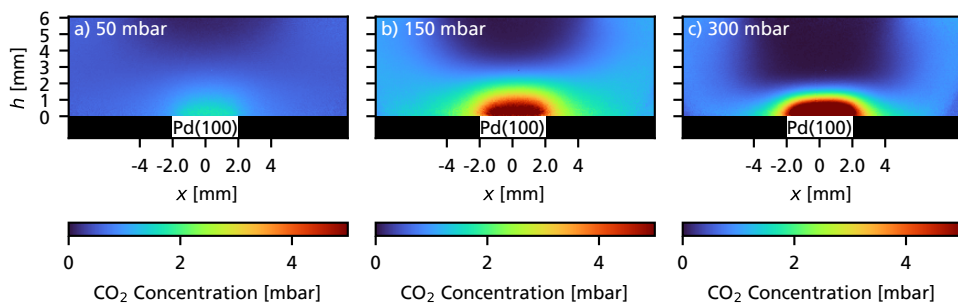 a) 50 mbar
b) 150 mbar
c) 300 mbar
6
5
4
3
2
1
0
h [mm]
Pd(100)
Pd(100)
Pd(100)
-4 -2.0 0 2.0 4
-4 -2.0 0 2.0 4
-4 -2.0 0 2.0 4
x [mm]
x [mm]
x [mm]
0 2 4
0 2 4
0 2 4
CO₂ Concentration [mbar]
CO₂ Concentration [mbar]
CO₂ Concentration [mbar]